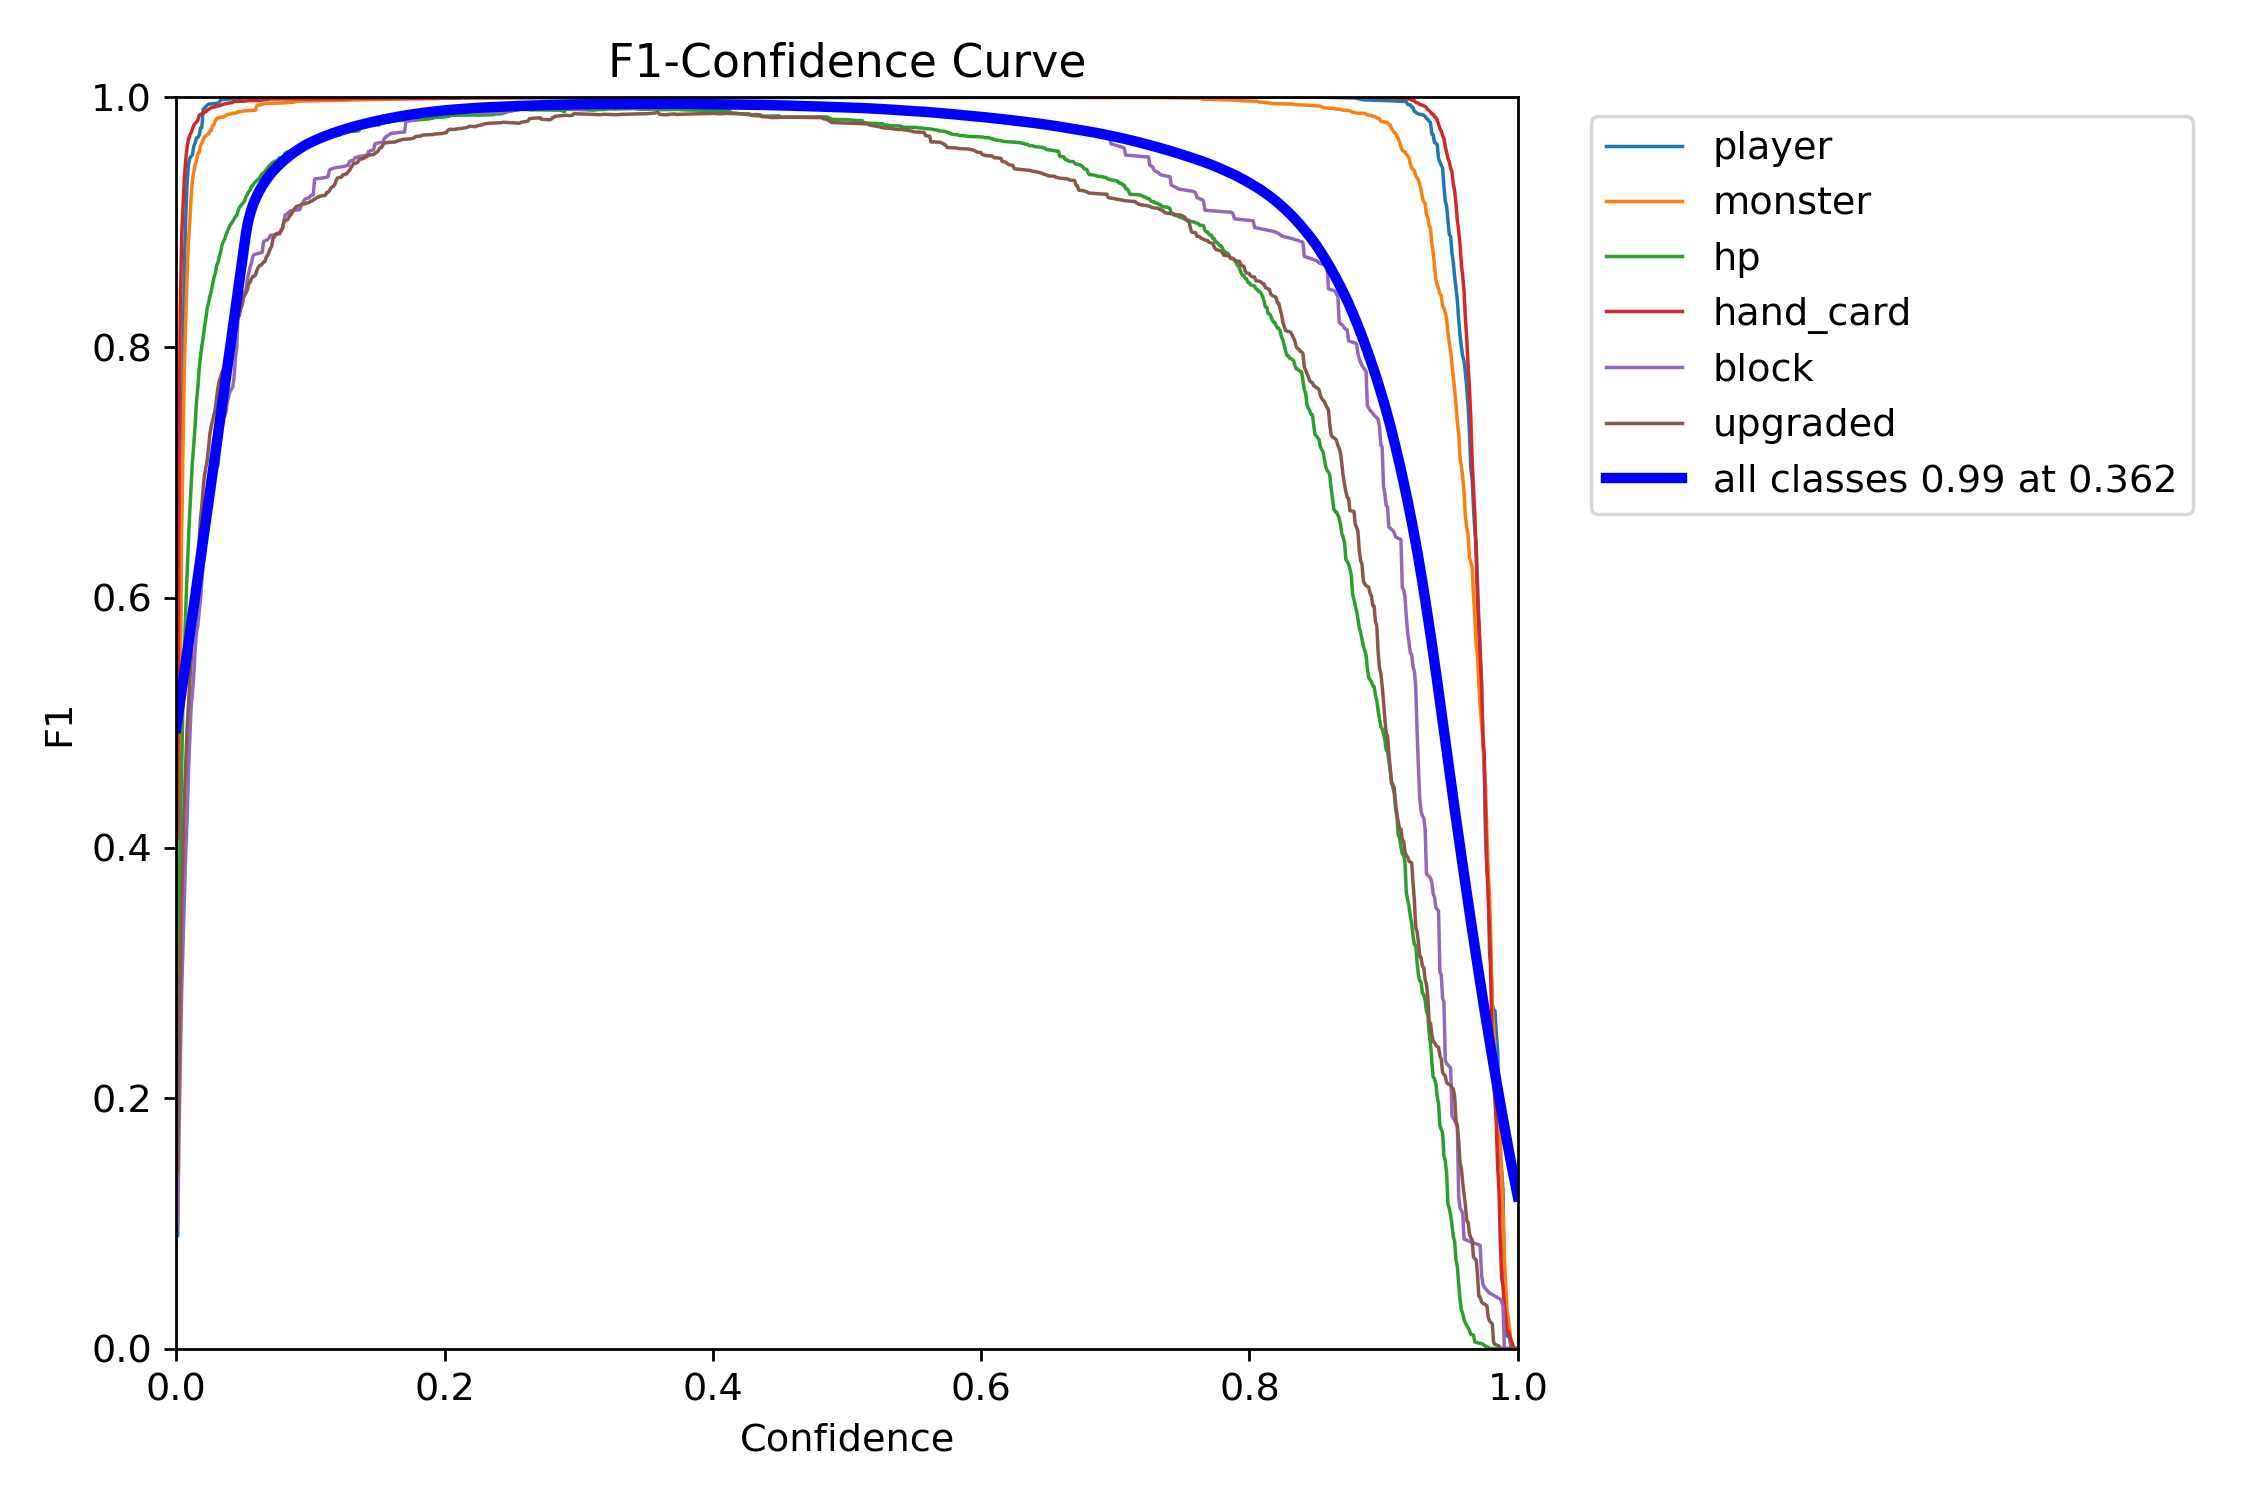 F1-Confidence Curve
1.0
0.8
0.6
0.4
0.2
0.0
F1
0.0 0.2 0.4 0.6 0.8 1.0
Confidence
player
monster
hp
hand_card
block
upgraded
all classes 0.99 at 0.362